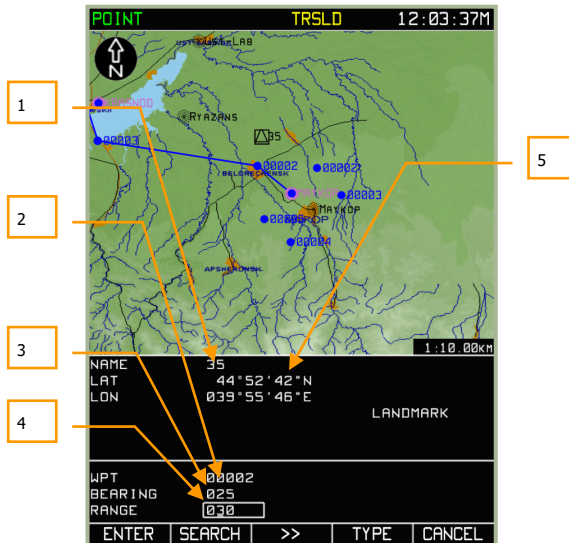 POINT TRSLD 12:03:37M
N
UST-LAB
RYAZANS
35
00003
00002
00002
BELORECHENSK
00003
MAYKOP
00004
APSHERONSK
1:10.00KM
NAME 35
LAT 44°52'42"N
LON 039°55'46"E
LANDMARK
WPT 00002
BEARING 025
RANGE 030
ENTER SEARCH >> TYPE CANCEL
1
2
3
4
5